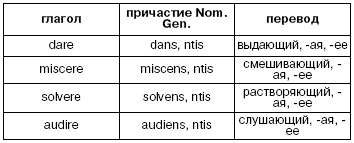 глагол	причастие Nom. Gen.	перевод
dare	dans, ntis	выдающий, -ая, -ее
miscere	miscens, ntis	смешивающий, -ая, -ее
solvere	solvens, ntis	растворяющий, -ая, -ее
audire	audiens, ntis	слушающий, -ая, -ее